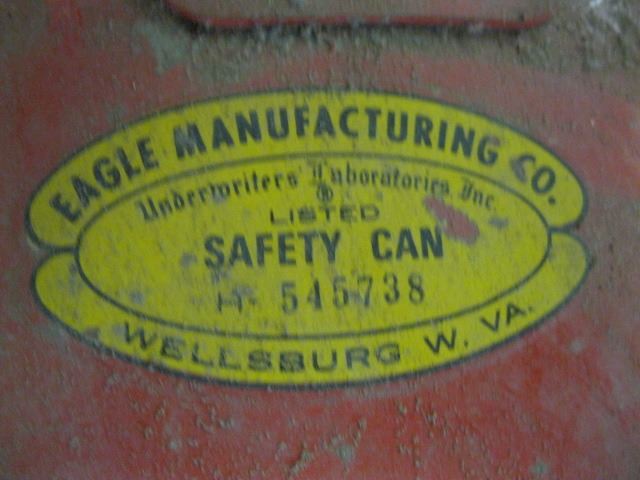 EAGLE MANUFACTURING CO.
Underwriters' Laboratories, Inc.
®
LISTED
SAFETY CAN
H- 545738
WELLSBURG W. VA.